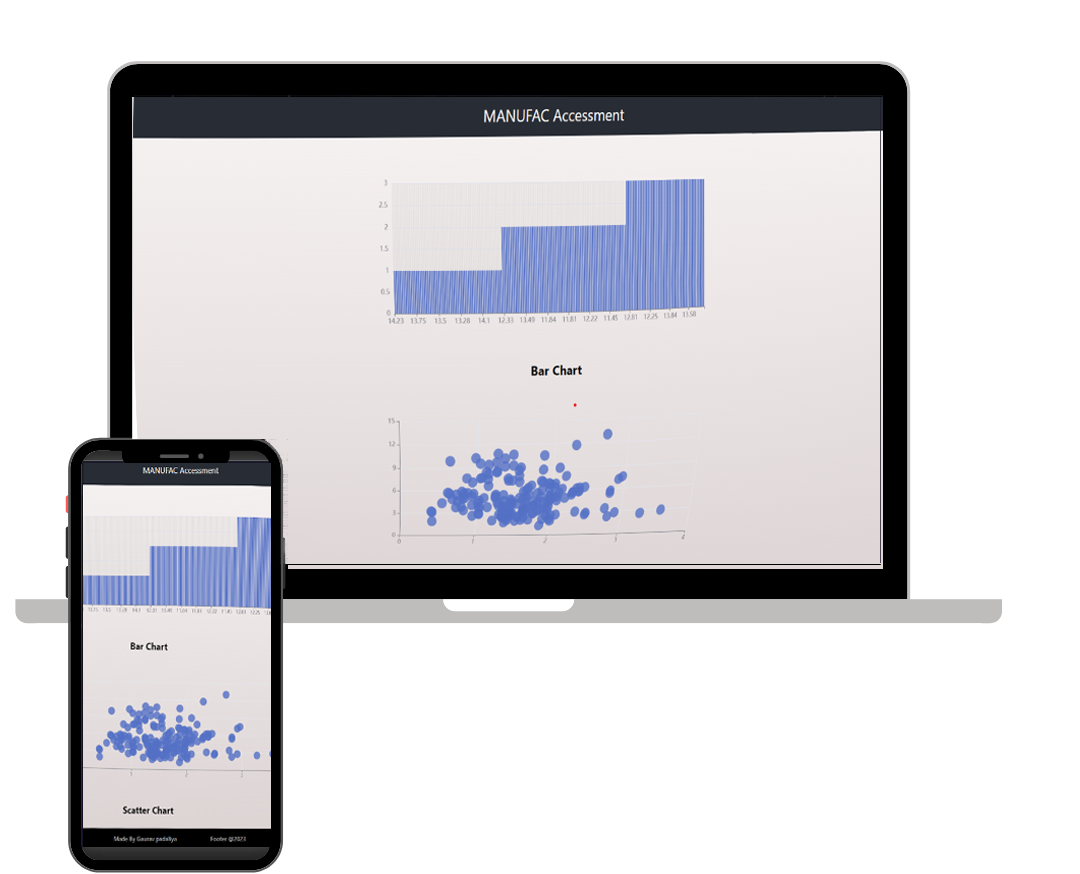 MANUFAC Accessment
3
2.5
2
1.5
1
0.5
0
14.23 13.75 13.5 13.28 14.1 12.33 13.49 11.84 11.81 12.22 11.45 12.81 12.25 13.84 11.58
Bar Chart
15
12
9
6
3
0
0 1 2 3 4
MANUFAC Accessment
Bar Chart
1 2 3
Scatter Chart
Made By Gaurav padaliya Footer @2023